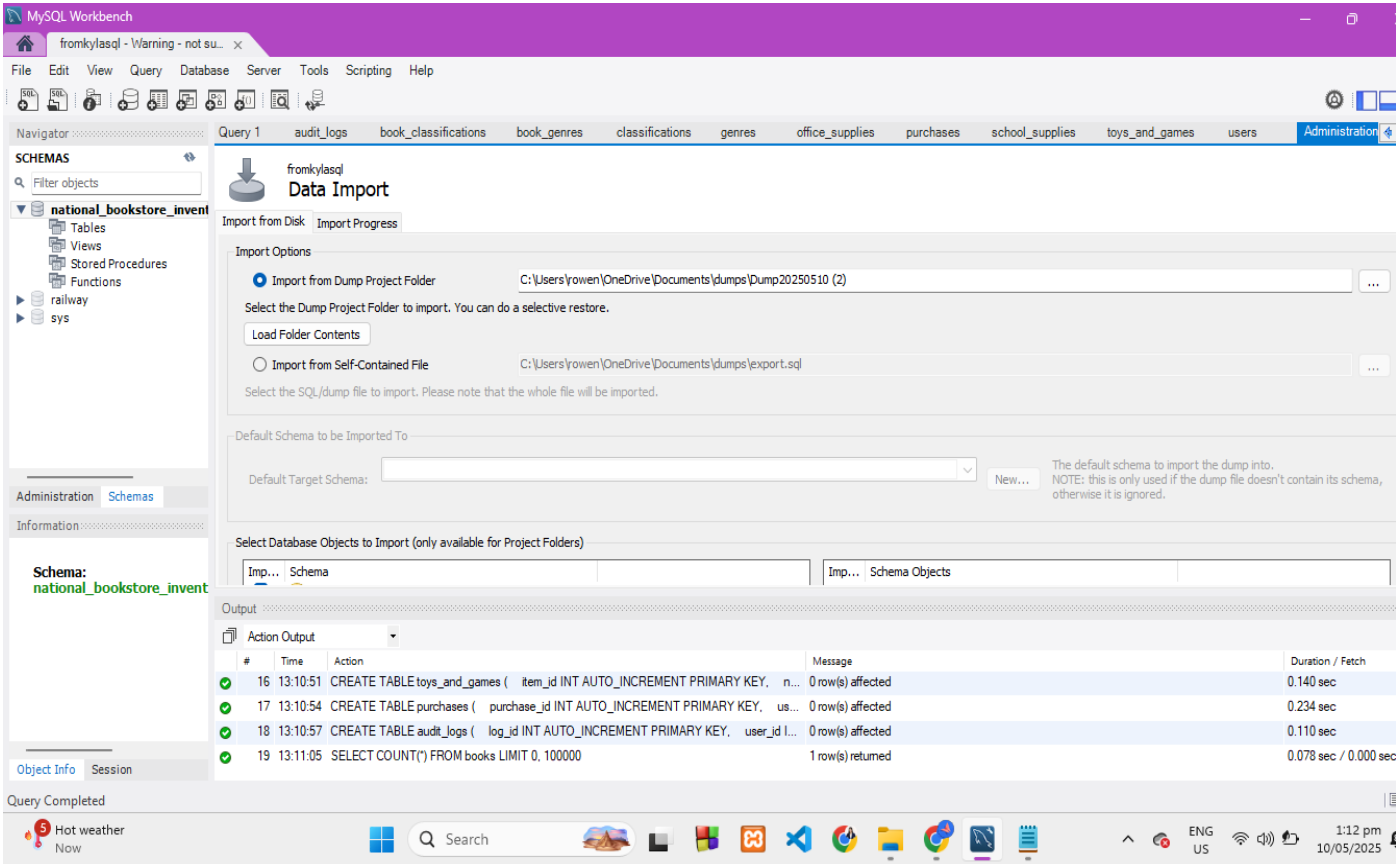 MySQL Workbench
fromkylasql - Warning - not su...
File Edit View Query Database Server Tools Scripting Help
Navigator
SCHEMAS
Filter objects
national_bookstore_invent
Tables
Views
Stored Procedures
Functions
railway
sys
Administration Schemas
Information
Schema:
national_bookstore_invent
Object Info Session
Query 1 audit_logs book_classifications book_genres classifications genres office_supplies purchases school_supplies toys_and_games users Administration
fromkylasql
Data Import
Import from Disk Import Progress
Import Options
Import from Dump Project Folder C:\Users\rowen\OneDrive\Documents\dumps\Dump20250510 (2) ...
Select the Dump Project Folder to import. You can do a selective restore.
Load Folder Contents
Import from Self-Contained File C:\Users\rowen\OneDrive\Documents\dumps\export.sql ...
Select the SQL/dump file to import. Please note that the whole file will be imported.
Default Schema to be Imported To
Default Target Schema: New...
The default schema to import the dump into.
NOTE: this is only used if the dump file doesn't contain its schema,
otherwise it is ignored.
Select Database Objects to Import (only available for Project Folders)
Imp... Schema Imp... Schema Objects
Output
Action Output
# Time Action Message Duration / Fetch
16 13:10:51 CREATE TABLE toys_and_games ( item_id INT AUTO_INCREMENT PRIMARY KEY, n... 0 row(s) affected 0.140 sec
17 13:10:54 CREATE TABLE purchases ( purchase_id INT AUTO_INCREMENT PRIMARY KEY, us... 0 row(s) affected 0.234 sec
18 13:10:57 CREATE TABLE audit_logs ( log_id INT AUTO_INCREMENT PRIMARY KEY, user_id I... 0 row(s) affected 0.110 sec
19 13:11:05 SELECT COUNT(*) FROM books LIMIT 0, 100000 1 row(s) returned 0.078 sec / 0.000 sec
Query Completed
5 Hot weather
Now
Search
ENG
US
1:12 pm
10/05/2025